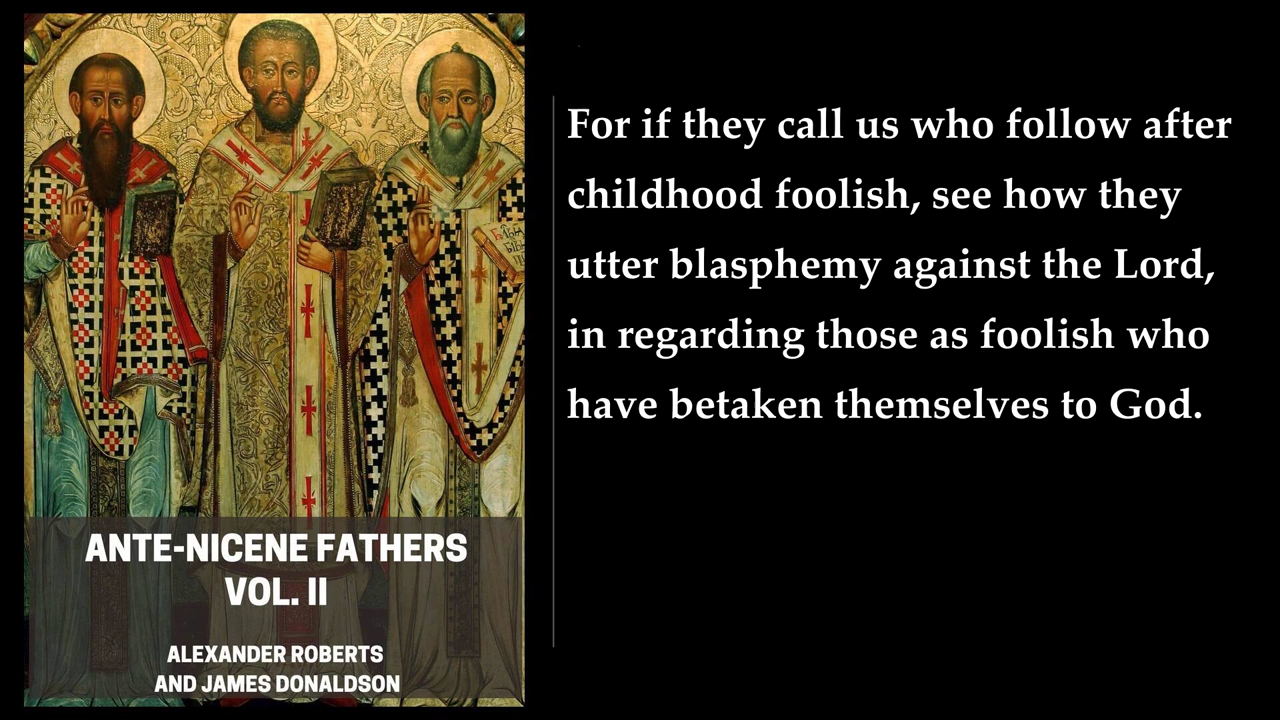 ANTE-NICENE FATHERS
VOL. II
ALEXANDER ROBERTS
AND JAMES DONALDSON
For if they call us who follow after
childhood foolish, see how they
utter blasphemy against the Lord,
in regarding those as foolish who
have betaken themselves to God.